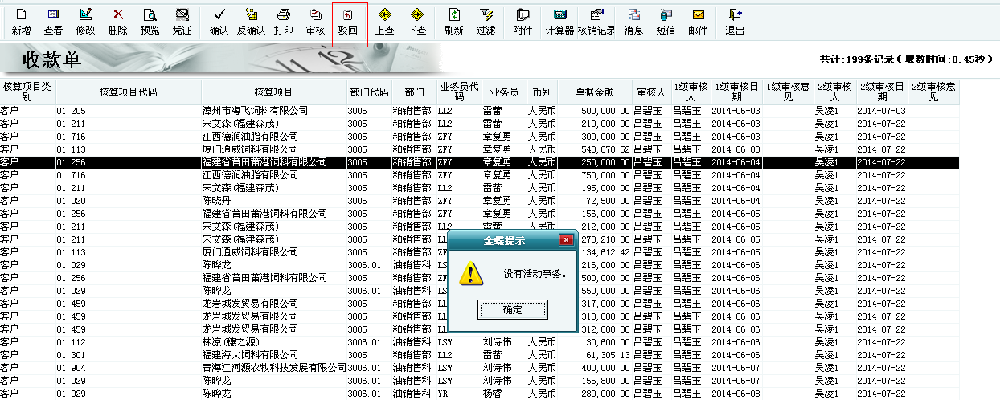 新增 查看 修改 删除 预览 凭证 确认 反确认 打印 审核 驳回 上查 下查 刷新 过滤 附件 计算器 核销记录 消息 短信 邮件 退出
收款单
共计:199条记录(取数时间:0.45秒)
核算项目类别 核算项目代码 核算项目 部门代码 部门 业务员代码 业务员 币别 单据金额 审核人 1级审核人 1级审核日期 1级审核意见 2级审核人 2级审核日期 2级审核意见
客户 01.205 漳州市海飞饲料有限公司 3005 粕销售部 LL2 雷蕾 人民币 500,000.00 吕碧玉 吕碧玉 2014-06-03 吴凌1 2014-07-03
客户 01.211 宋文森(福建森茂) 3005 粕销售部 LL2 雷蕾 人民币 210,000.00 吕碧玉 吕碧玉 2014-06-03 吴凌1 2014-07-22
客户 01.716 江西德润油脂有限公司 3005 粕销售部 ZFY 章复勇 人民币 300,000.00 吕碧玉 吕碧玉 2014-06-03 吴凌1 2014-07-22
客户 01.113 厦门通威饲料有限公司 3005 粕销售部 ZFY 章复勇 人民币 540,070.52 吕碧玉 吕碧玉 2014-06-03 吴凌1 2014-07-22
客户 01.256 福建省莆田莆港饲料有限公司 3005 粕销售部 ZFY 章复勇 人民币 250,000.00 吕碧玉 吕碧玉 2014-06-04 吴凌1 2014-07-22
客户 01.716 江西德润油脂有限公司 3005 粕销售部 ZFY 章复勇 人民币 750,000.00 吕碧玉 吕碧玉 2014-06-04 吴凌1 2014-07-22
客户 01.211 宋文森(福建森茂) 3005 粕销售部 LL2 雷蕾 人民币 195,000.00 吕碧玉 吕碧玉 2014-06-04 吴凌1 2014-07-22
客户 01.020 陈晓丹 3005 粕销售部 ZFY 章复勇 人民币 72,500.00 吕碧玉 吕碧玉 2014-06-04 吴凌1 2014-07-22
客户 01.256 福建省莆田莆港饲料有限公司 3005 粕销售部 ZFY 章复勇 人民币 156,000.00 吕碧玉 吕碧玉 2014-06-05 吴凌1 2014-07-22
客户 01.211 宋文森(福建森茂) 3005 粕销售部 LL2 雷蕾 人民币 212,000.00 吕碧玉 吕碧玉 2014-06-05 吴凌1 2014-07-22
客户 01.211 宋文森(福建森茂) 3005 粕销售部 LL 278,210.00 吕碧玉 吕碧玉 2014-06-05 吴凌1 2014-07-22
客户 01.113 厦门通威饲料有限公司 3005 粕销售部 ZF 134,612.42 吕碧玉 吕碧玉 2014-06-05 吴凌1 2014-07-22
客户 01.029 陈晔龙 3006.01 油销售科 LS 216,000.00 吕碧玉 吕碧玉 2014-06-06 吴凌1 2014-07-22
客户 01.256 福建省莆田莆港饲料有限公司 3005 粕销售部 ZF 500,000.00 吕碧玉 吕碧玉 2014-06-06 吴凌1 2014-07-22
客户 01.029 陈晔龙 3006.01 油销售科 LS 550,000.00 吕碧玉 吕碧玉 2014-06-06 吴凌1 2014-07-22
客户 01.459 龙岩城发贸易有限公司 3005 粕销售部 LL 317,000.00 吕碧玉 吕碧玉 2014-06-06 吴凌1 2014-07-22
客户 01.459 龙岩城发贸易有限公司 3005 粕销售部 LL 318,000.00 吕碧玉 吕碧玉 2014-06-06 吴凌1 2014-07-22
客户 01.459 龙岩城发贸易有限公司 3005 粕销售部 LL 312,000.00 吕碧玉 吕碧玉 2014-06-06 吴凌1 2014-07-22
客户 01.112 林凉(穗之源) 3006.01 油销售科 LSW 刘诗伟 人民币 30,600.00 吕碧玉 吕碧玉 2014-06-06 吴凌1 2014-07-22
客户 01.301 福建海大饲料有限公司 3005 粕销售部 LL2 雷蕾 人民币 61,305.13 吕碧玉 吕碧玉 2014-06-06 吴凌1 2014-07-22
客户 01.904 青海江河源农牧科技发展有限公司 3006.01 油销售科 LSW 刘诗伟 人民币 400,000.00 吕碧玉 吕碧玉 2014-06-07 吴凌1 2014-07-22
客户 01.029 陈晔龙 3006.01 油销售科 LSW 刘诗伟 人民币 155,800.00 吕碧玉 吕碧玉 2014-06-07 吴凌1 2014-07-22
客户 01.029 陈晔龙 3006.01 油销售科 YR 杨睿 人民币 280,000.00 吕碧玉 吕碧玉 2014-06-08 吴凌1 2014-07-22
金蝶提示
没有活动事务。
确定